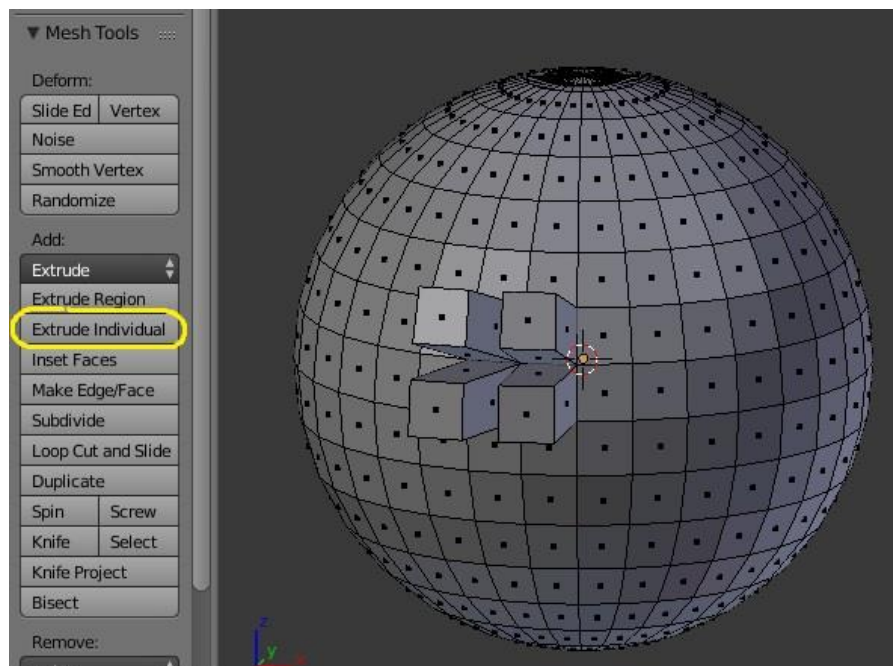 ▼ Mesh Tools
Deform:
Slide Ed Vertex
Noise
Smooth Vertex
Randomize
Add:
Extrude
Extrude Region
Extrude Individual
Inset Faces
Make Edge/Face
Subdivide
Loop Cut and Slide
Duplicate
Spin Screw
Knife Select
Knife Project
Bisect
Remove:
z
y